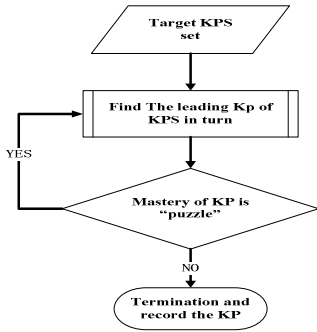 Target KPS
set
Find The leading Kp of
KPS in turn
YES
Mastery of KP is
“puzzle”
NO
Termination and
record the KP